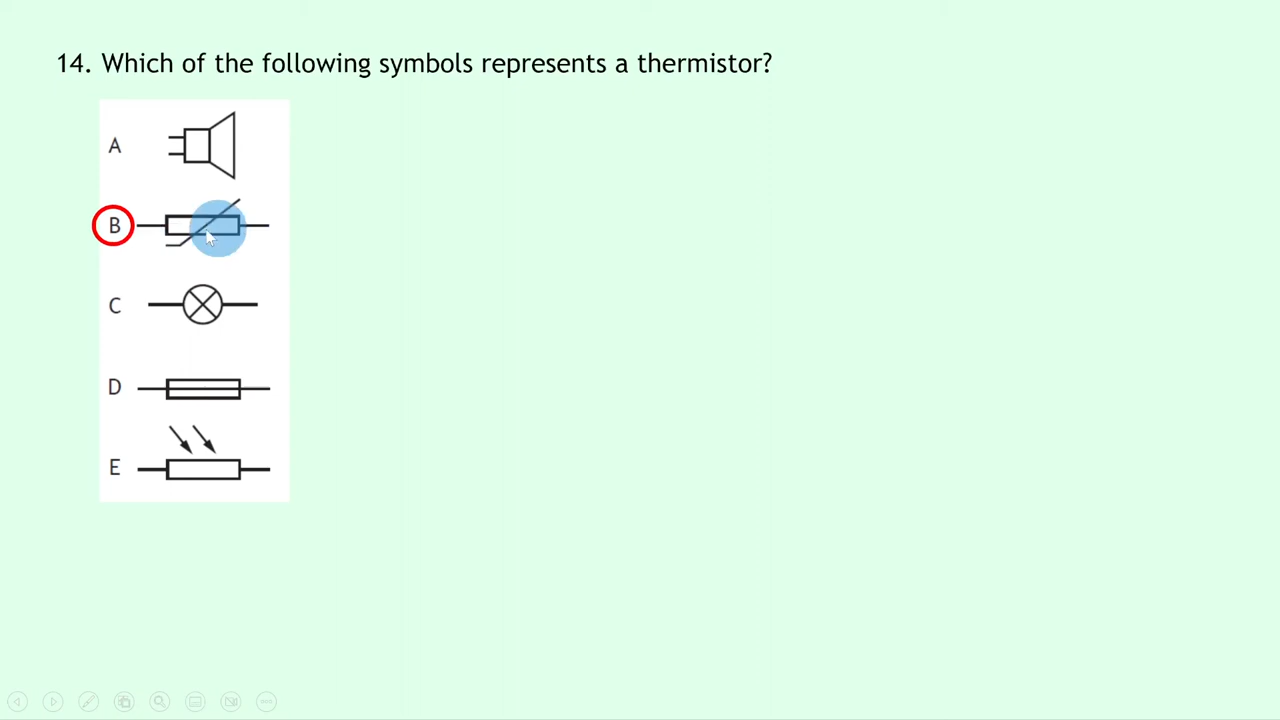 14. Which of the following symbols represents a thermistor?
A
B
C
D
E